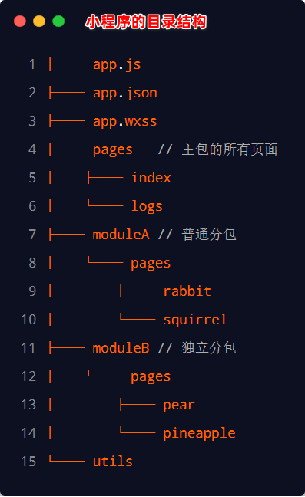 小程序的目录结构
1 │    app.js
2 ├── app.json
3 ├── app.wxss
4 │    pages // 主包的所有页面
5 │   ├── index
6 │   └── logs
7 ├── moduleA // 普通分包
8 │   └── pages
9 │       │    rabbit
10 │       └── squirrel
11 ├── moduleB // 独立分包
12 │   ╵    pages
13 │       ├── pear
14 │       └── pineapple
15 └── utils